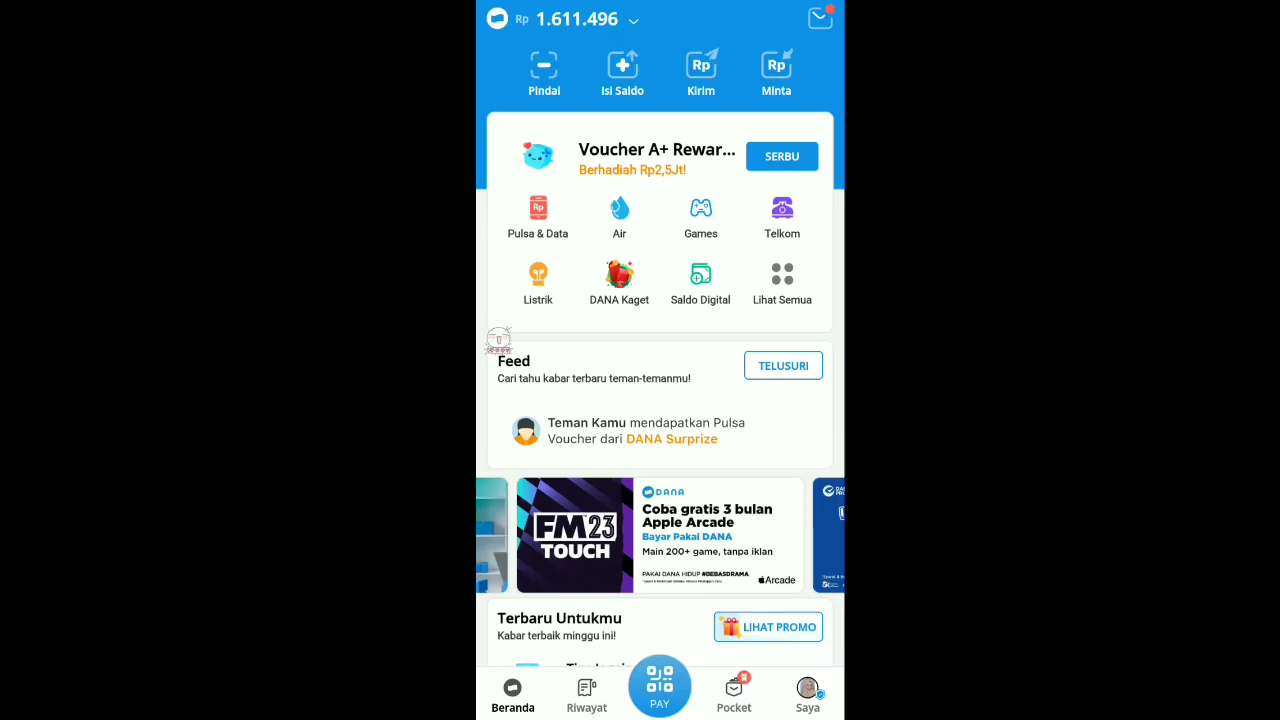 Rp 1.611.496
Pindai
Isi Saldo
Rp
Kirim
Rp
Minta
Voucher A+ Rewar...
Berhadiah Rp2,5Jt!
SERBU
Rp
Pulsa & Data
Air
Games
Telkom
Listrik
DANA Kaget
Saldo Digital
Lihat Semua
Feed
Cari tahu kabar terbaru teman-temanmu!
TELUSURI
Teman Kamu mendapatkan Pulsa
Voucher dari DANA Surprize
FM23
TOUCH
DANA
Coba gratis 3 bulan
Apple Arcade
Bayar Pakai DANA
Main 200+ game, tanpa iklan
PAKAI DANA HIDUP #BEBASDRAMA
Arcade
Terbaru Untukmu
Kabar terbaik minggu ini!
LIHAT PROMO
Beranda
Riwayat
PAY
Pocket
Saya